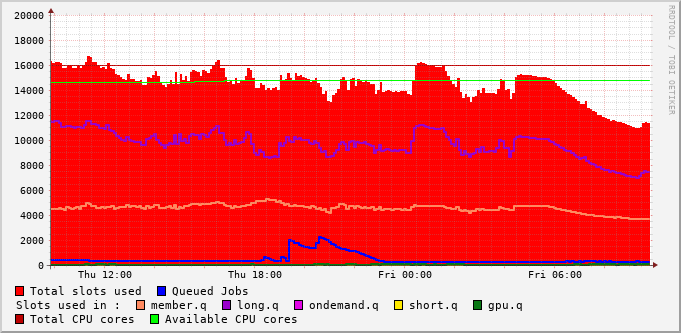 20000
18000
16000
14000
12000
10000
8000
6000
4000
2000
0
Thu 12:00 Thu 18:00 Fri 00:00 Fri 06:00
RRDTOOL / TOBI OETIKER
Total slots used Queued Jobs
Slots used in : member.q long.q ondemand.q short.q gpu.q
Total CPU cores Available CPU cores